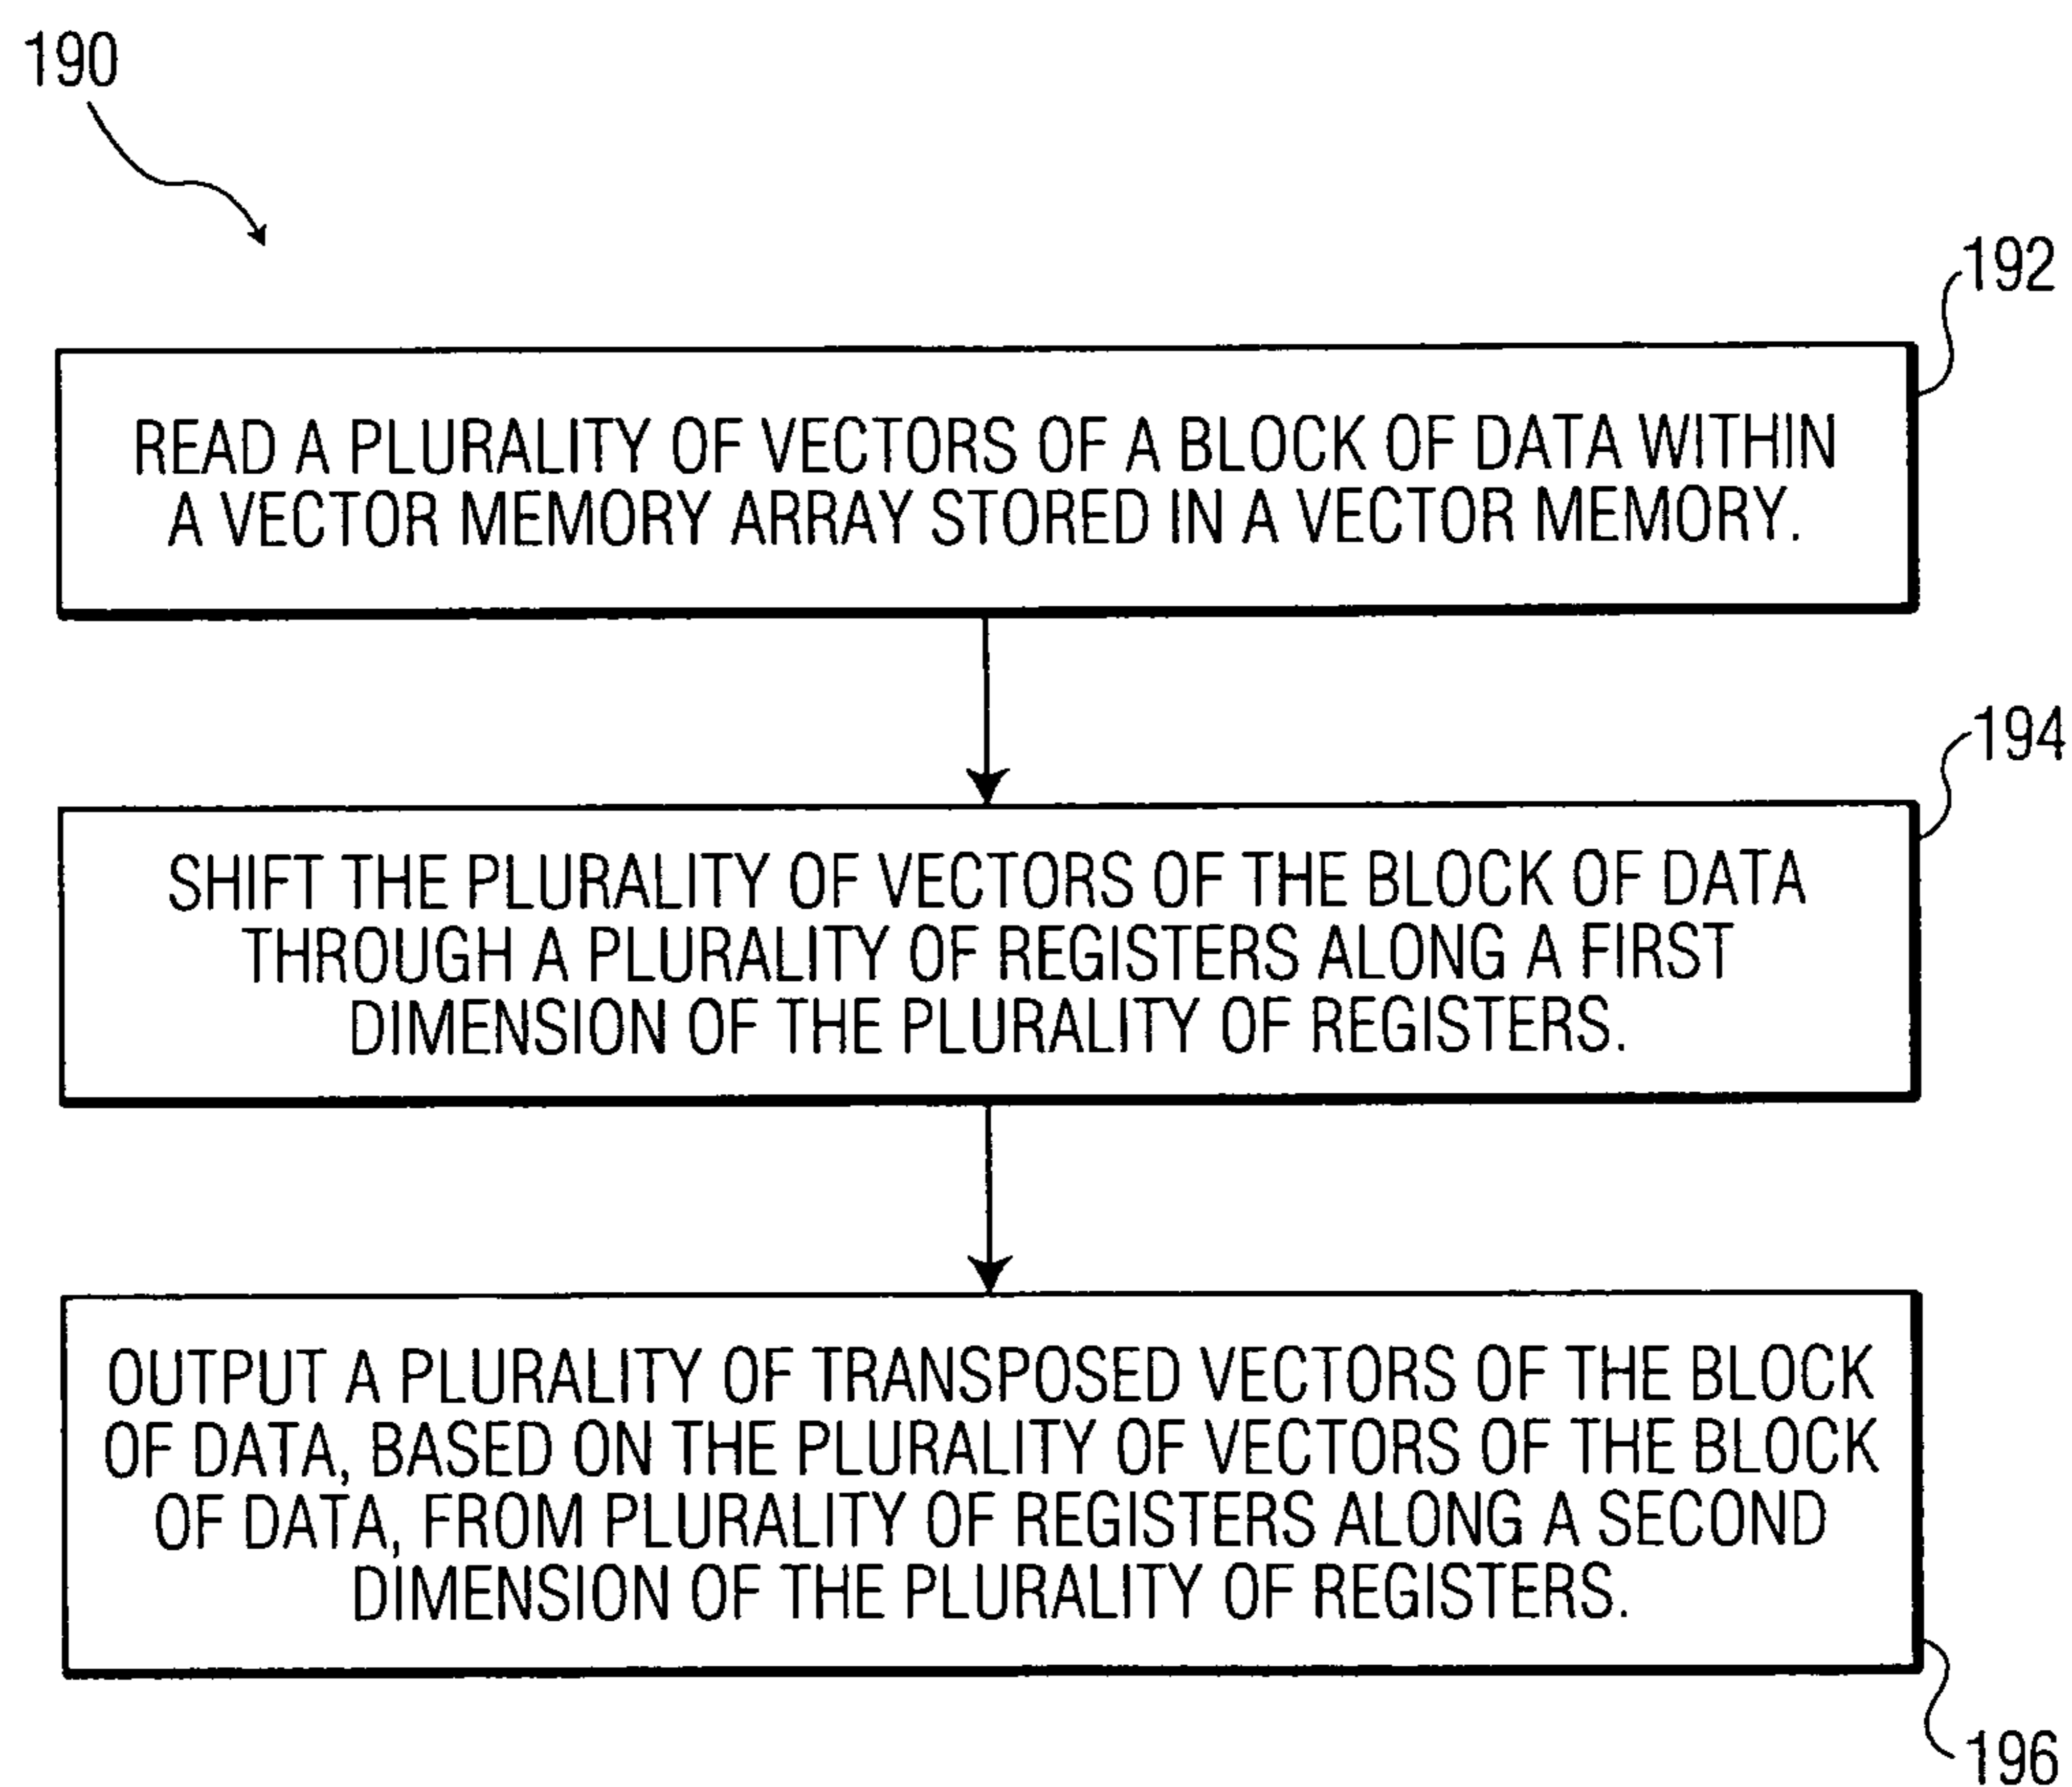 190
192
READ A PLURALITY OF VECTORS OF A BLOCK OF DATA WITHIN
A VECTOR MEMORY ARRAY STORED IN A VECTOR MEMORY.
194
SHIFT THE PLURALITY OF VECTORS OF THE BLOCK OF DATA
THROUGH A PLURALITY OF REGISTERS ALONG A FIRST
DIMENSION OF THE PLURALITY OF REGISTERS.
OUTPUT A PLURALITY OF TRANSPOSED VECTORS OF THE BLOCK
OF DATA, BASED ON THE PLURALITY OF VECTORS OF THE BLOCK
OF DATA, FROM PLURALITY OF REGISTERS ALONG A SECOND
DIMENSION OF THE PLURALITY OF REGISTERS.
196